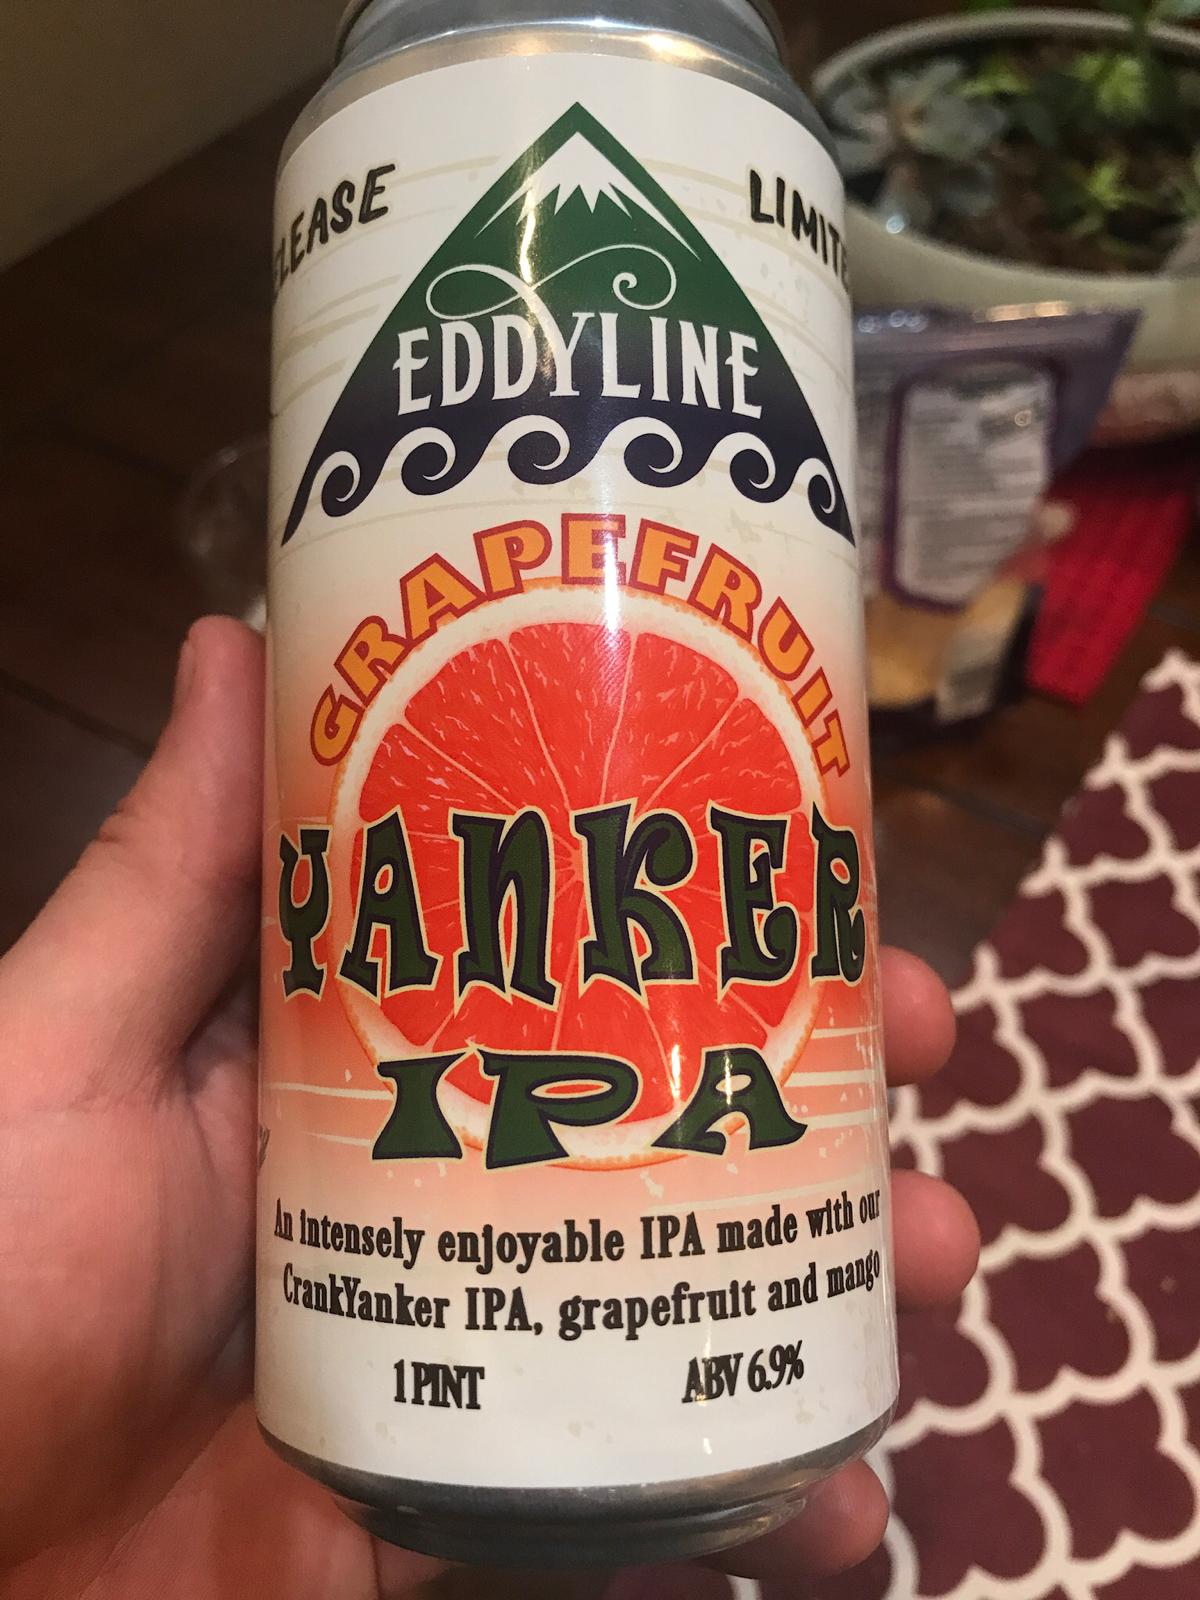 LIMITE
ELEASE
EDDYLINE
GRAPEFRUIT
YANKER
IPA
An intensely enjoyable IPA made with our
CrankYanker IPA, grapefruit and mango
1 PINT ABV 6.9%